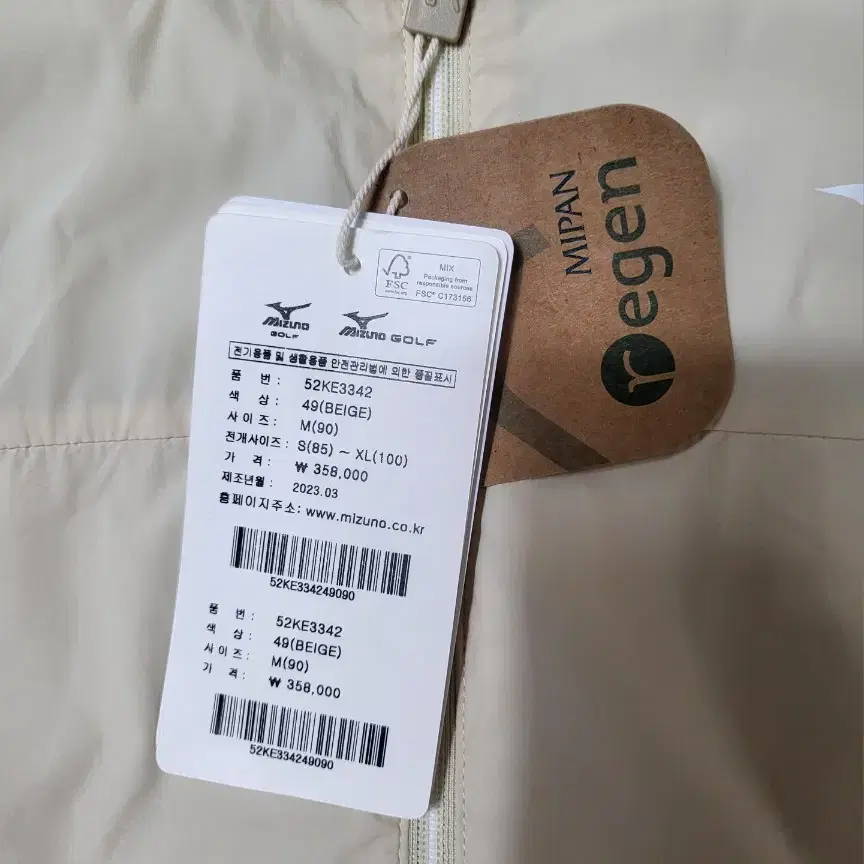 MIPAN
regen
FSC
MIX
Packaging from
responsible sources
FSC® C173156
MIZUNO
GOLF
MIZUNO GOLF
전기용품 및 생활용품 안전관리법에 의한 품질표시
품 번 : 52KE3342
색 상 : 49(BEIGE)
사 이 즈 : M(90)
전개사이즈 : S(85) ~ XL(100)
가 격 : ₩ 358,000
제조년월 : 2023.03
홈페이지주소: www.mizuno.co.kr
52KE334249090
품 번 : 52KE3342
색 상 : 49(BEIGE)
사 이 즈 : M(90)
가 격 : ₩ 358,000
52KE334249090